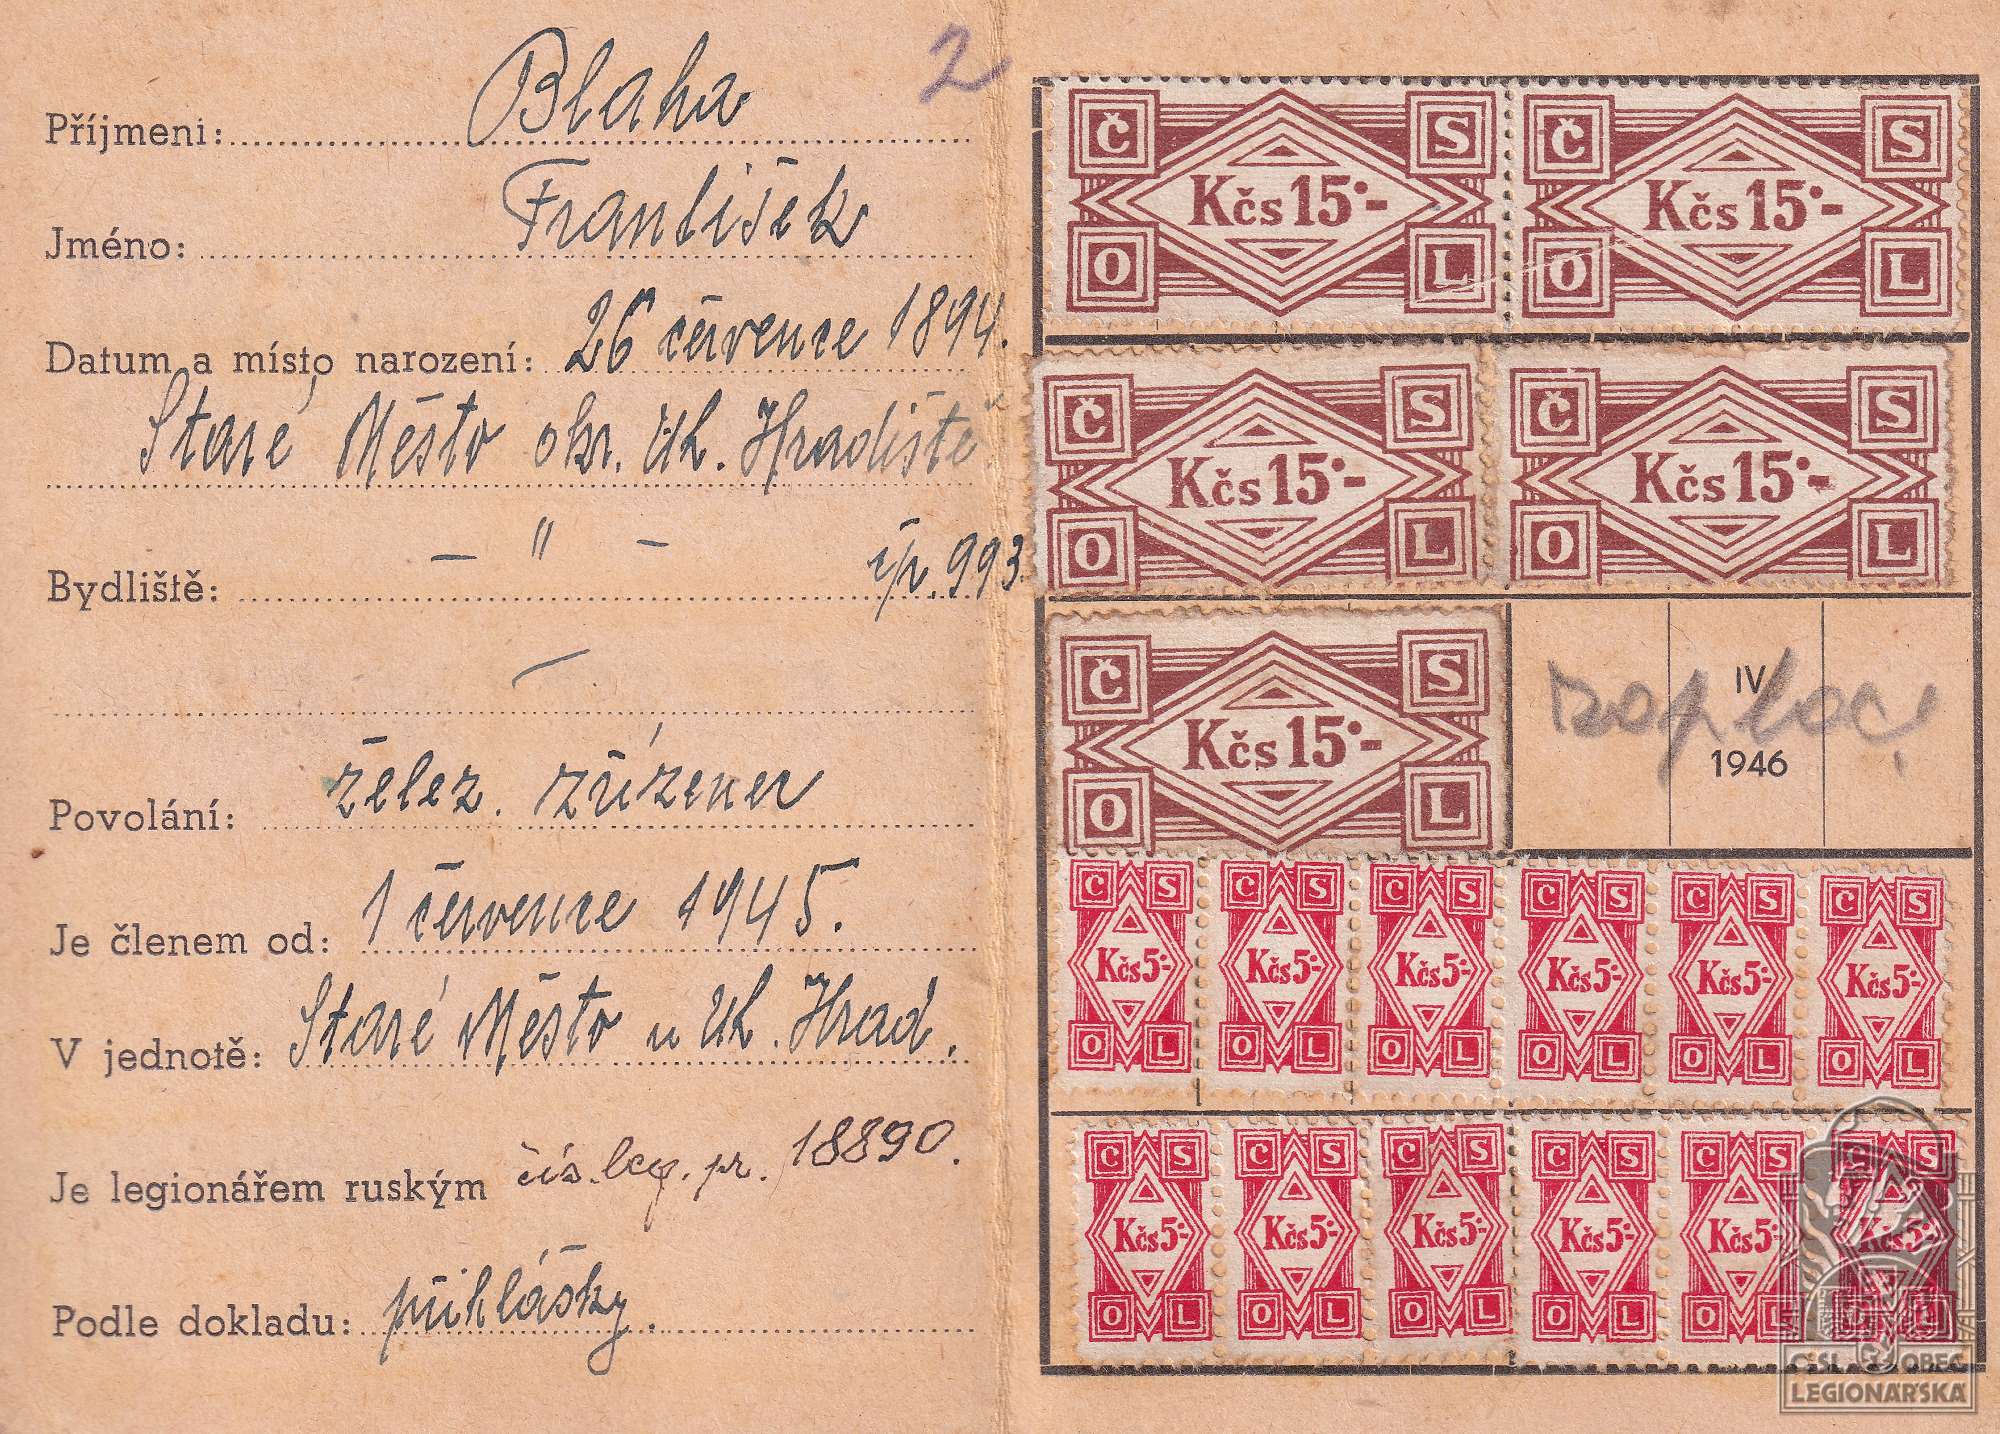 2
Příjmení: Blaha
Jméno: František
Datum a místo narození: 26 července 1894.
Staré Město okr. Uh. Hradiště
Bydliště: — " — čp. 993.
—
Povolání: želez. zřízenec
Je členem od: 1 července 1945.
V jednotě: Staré Město u Uh. Hrad.
Je legionářem ruským čís. leg. pr. 18890.
Podle dokladu: přihlášky.
Č S Kčs 15·- O L
Č S Kčs 15·- O L
Č S Kčs 15·- O L
Č S Kčs 15·- O L
Č S Kčs 15·- O L
IV
1946
Č S Kčs 5·- O L
Č S Kčs 5·- O L
Č S Kčs 5·- O L
Č S Kčs 5·- O L
Č S Kčs 5·- O L
Č S Kčs 5·- O L
Č S Kčs 5·- O L
Č S Kčs 5·- O L
Č S Kčs 5·- O L
Č S Kčs 5·- O L
Č S Kčs 5·- O L
Č S Kčs 5·- O L
ČSL. OBEC
LEGIONÁŘSKÁ